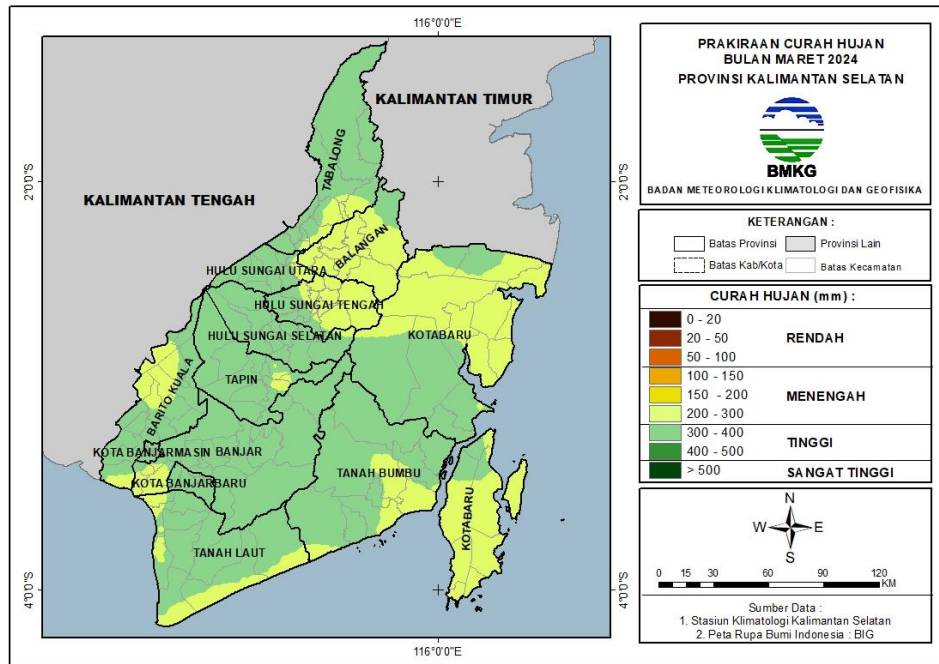 116°0'0"E
KALIMANTAN TIMUR
KALIMANTAN TENGAH
2°0'0"S
2°0'0"S
TABALONG
BALANGAN
HULU SUNGAI UTARA
HULU SUNGAI TENGAH
HULU SUNGAI SELATAN
KOTABARU
TAPIN
BARITO KUALA
KOTA BANJARMASIN
BANJAR
KOTA BANJARBARU
TANAH BUMBU
KOTABARU
TANAH LAUT
4°0'0"S
4°0'0"S
116°0'0"E
PRAKIRAAN CURAH HUJAN
BULAN MARET 2024
PROVINSI KALIMANTAN SELATAN
BMKG
BADAN METEOROLOGI KLIMATOLOGI DAN GEOFISIKA
KETERANGAN :
Batas Provinsi
Provinsi Lain
Batas Kab/Kota
Batas Kecamatan
CURAH HUJAN (mm) :
0 - 20
20 - 50
RENDAH
50 - 100
100 - 150
150 - 200
MENENGAH
200 - 300
300 - 400
TINGGI
400 - 500
> 500
SANGAT TINGGI
N
W
E
S
0 15 30 60 90 120
KM
Sumber Data :
1. Stasiun Klimatologi Kalimantan Selatan
2. Peta Rupa Bumi Indonesia : BIG